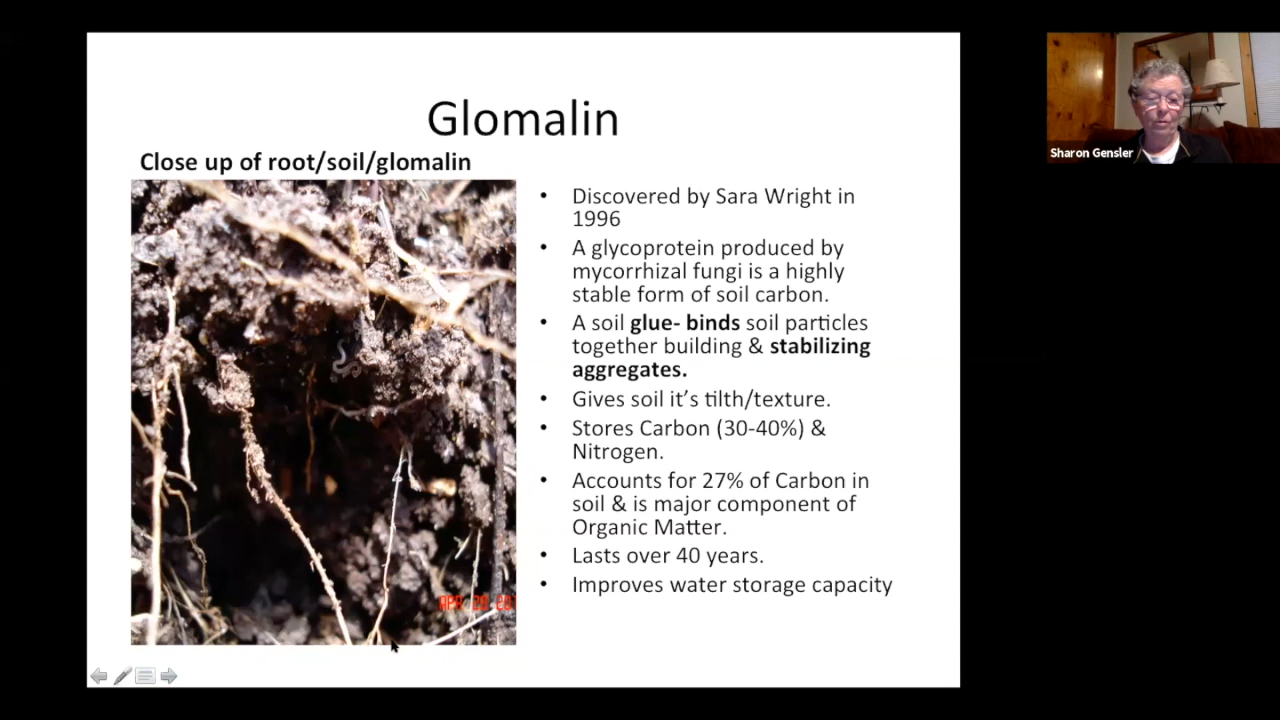 Glomalin
Close up of root/soil/glomalin
• Discovered by Sara Wright in
1996
• A glycoprotein produced by
mycorrhizal fungi is a highly
stable form of soil carbon.
• A soil glue- binds soil particles
together building & stabilizing
aggregates.
• Gives soil it's tilth/texture.
• Stores Carbon (30-40%) &
Nitrogen.
• Accounts for 27% of Carbon in
soil & is major component of
Organic Matter.
• Lasts over 40 years.
• Improves water storage capacity
APR 20
Sharon Gensler